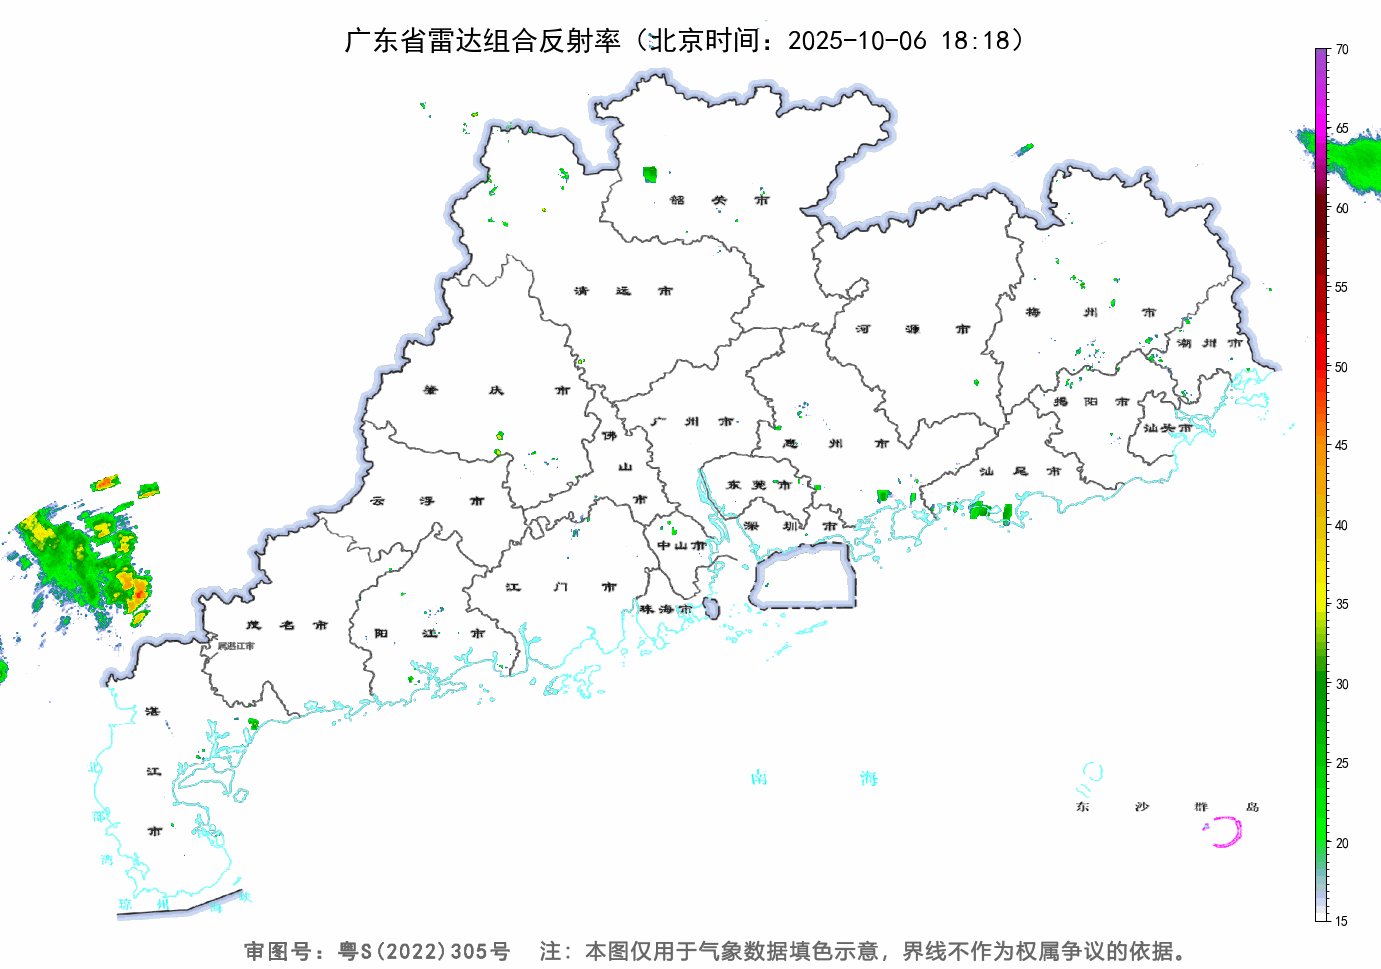 广东省雷达组合反射率（北京时间：2025-10-06 18:18）
70
65
60
55
50
45
40
35
30
25
20
15
韶关市
清远市
河源市
梅州市
潮州市
肇庆市
广州市
佛山市
惠州市
揭阳市
汕头市
汕尾市
云浮市
东莞市
深圳市
中山市
江门市
珠海市
茂名市
阳江市
属湛江市
湛江市
北部湾
南海
东沙群岛
琼州海峡
审图号：粤S(2022)305号 注：本图仅用于气象数据填色示意，界线不作为权属争议的依据。